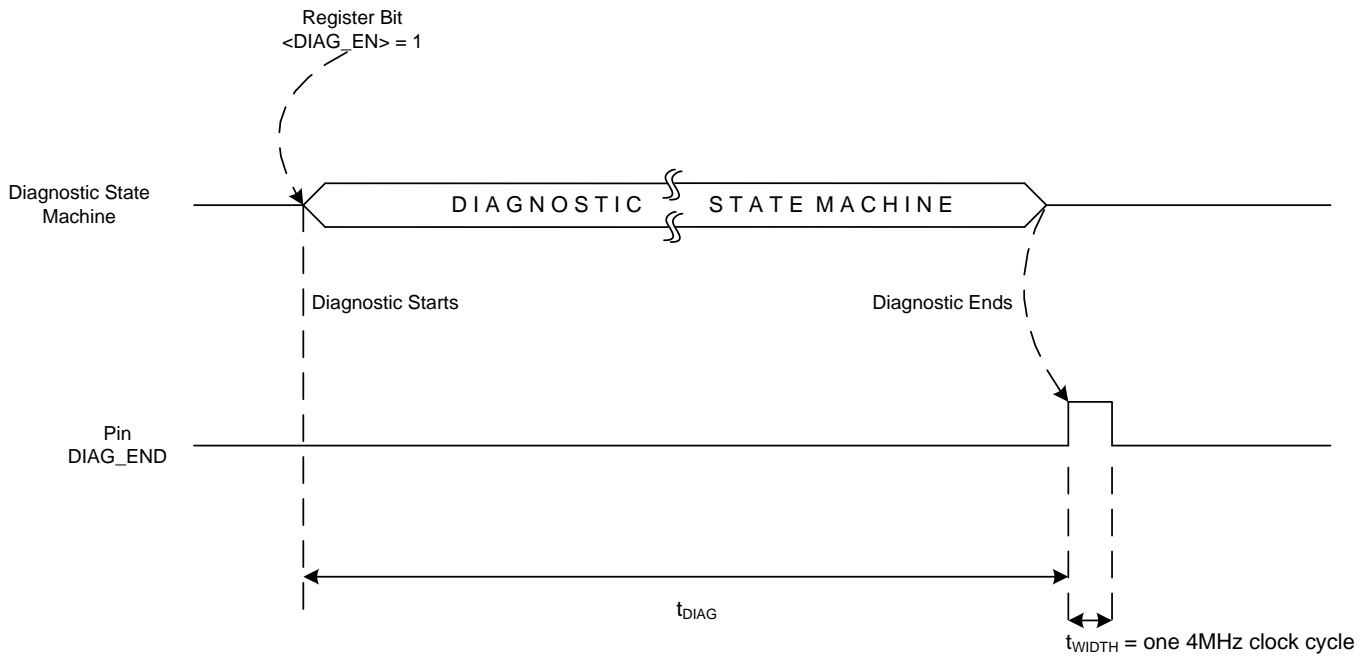 Register Bit
<DIAG_EN> = 1
Diagnostic State
Machine
DIAGNOSTIC STATE MACHINE
Diagnostic Starts
Diagnostic Ends
Pin
DIAG_END
tDIAG
tWIDTH = one 4MHz clock cycle